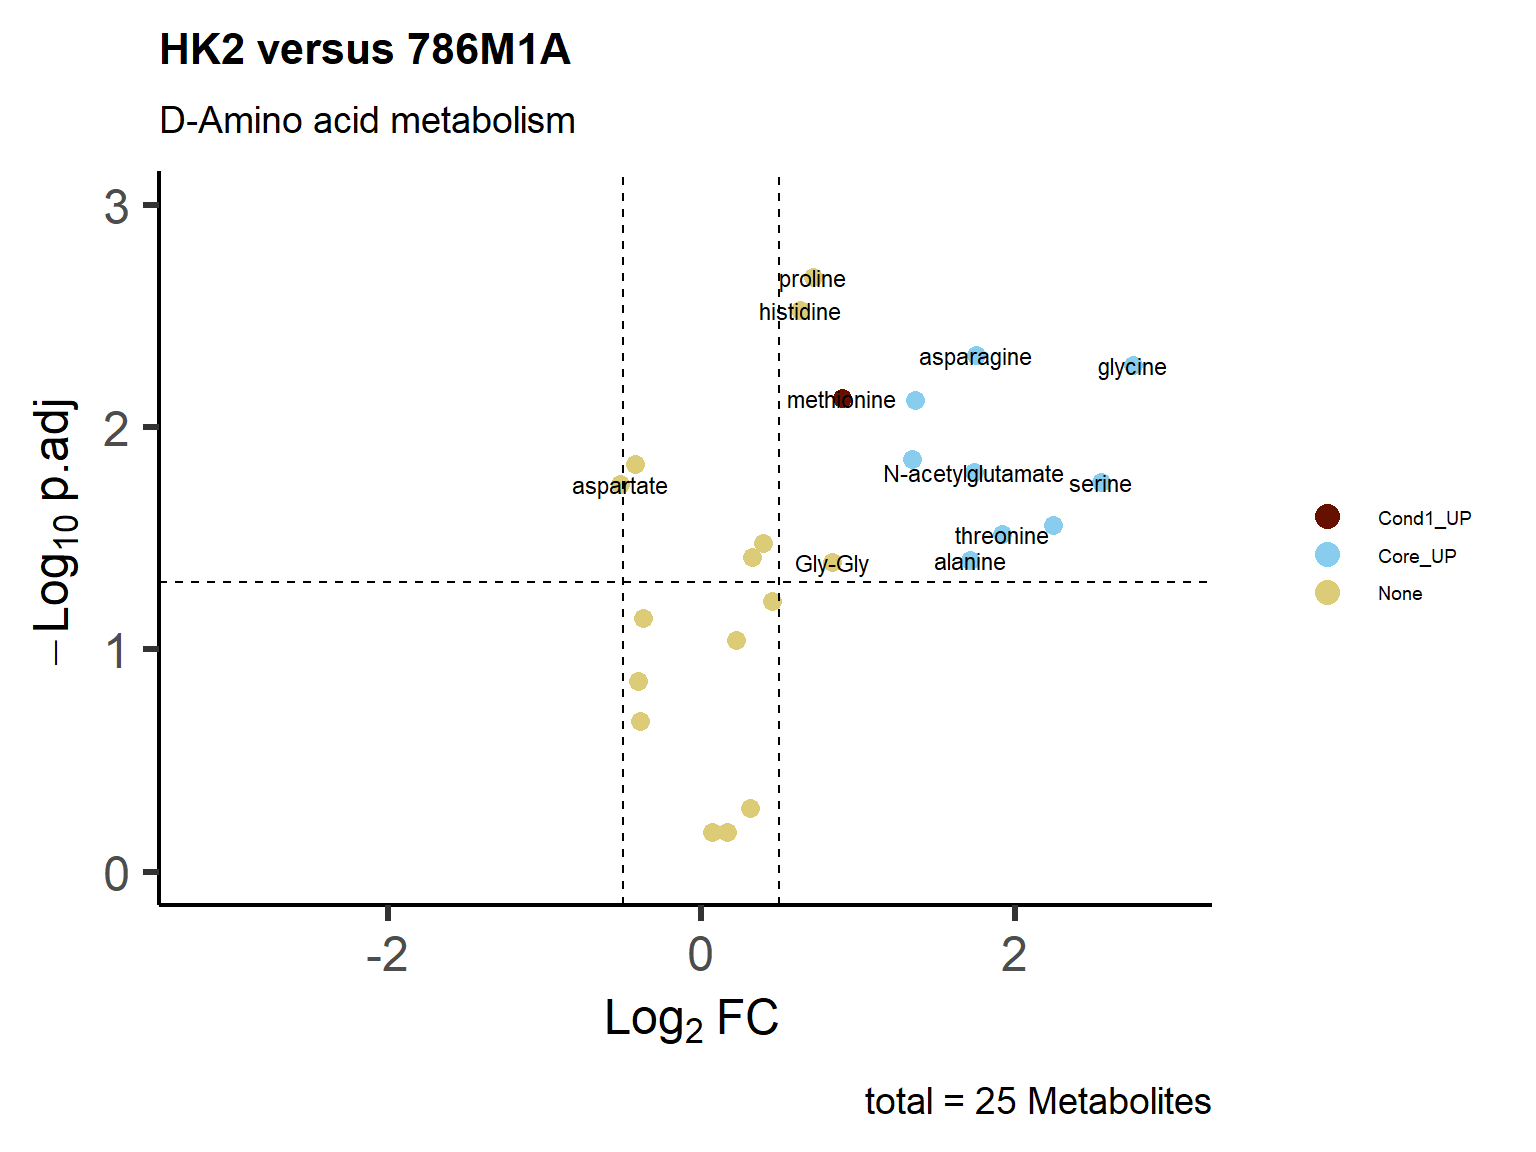 HK2 versus 786M1A
D-Amino acid metabolism
3
2
1
0
−Log10 p.adj
proline
histidine
asparagine
glycine
methionine
N-acetylglutamate
serine
aspartate
threonine
Gly-Gly
alanine
Cond1_UP
Core_UP
None
-2
0
2
Log2 FC
total = 25 Metabolites